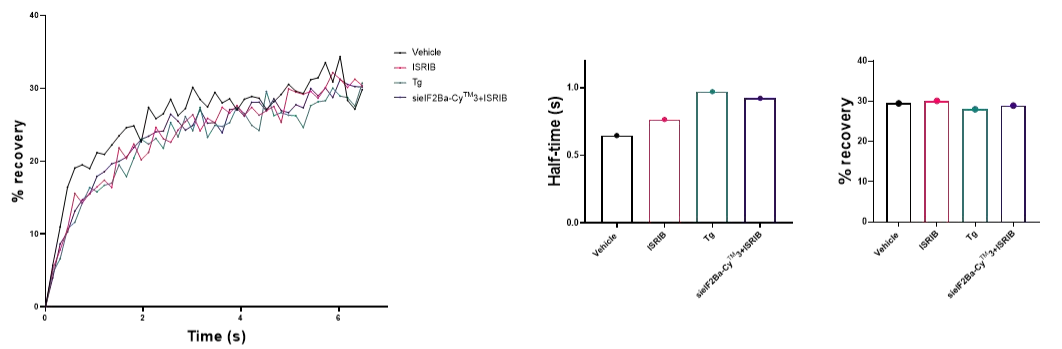 40
30
20
10
0
% recovery
0
2
4
6
Time (s)
Vehicle
ISRIB
Tg
sieIF2Ba-Cy™3+ISRIB
1.0
0.5
0.0
Half-time (s)
Vehicle
ISRIB
Tg
sieIF2Ba-Cy™3+ISRIB
40
30
20
10
0
% recovery
Vehicle
ISRIB
Tg
sieIF2Ba-Cy™3+ISRIB